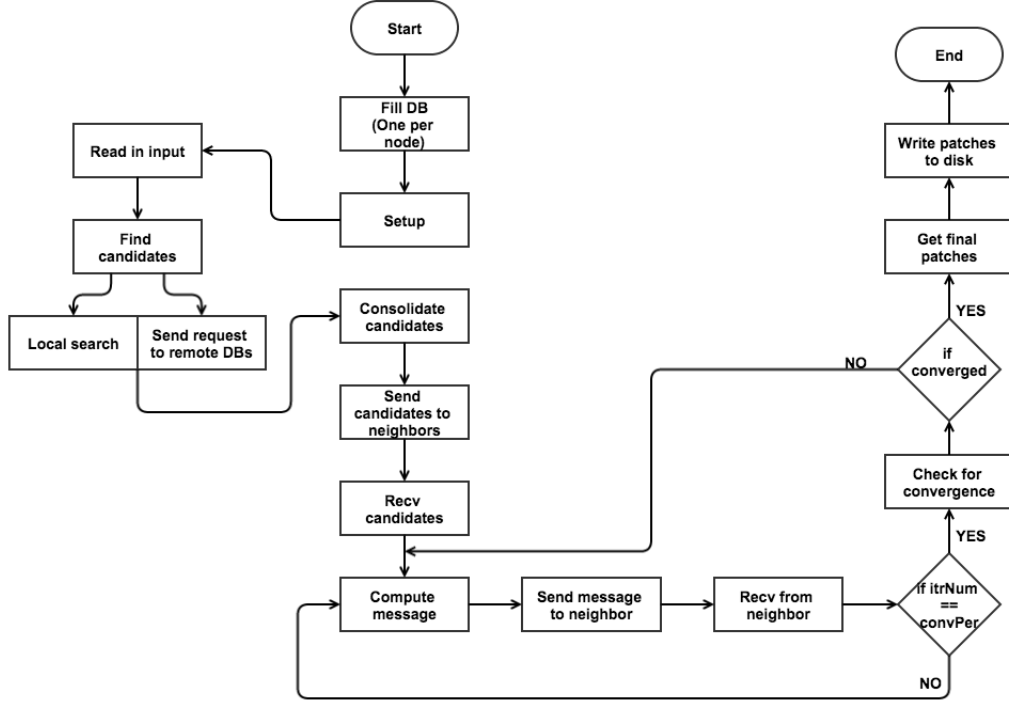 Start
Fill DB
(One per
node)
Setup
Read in input
Find
candidates
Local search
Send request
to remote DBs
Consolidate
candidates
Send
candidates to
neighbors
Recv
candidates
Compute
message
Send message
to neighbor
Recv from
neighbor
if itrNum
==
convPer
NO
YES
Check for
convergence
if
converged
NO
YES
Get final
patches
Write patches
to disk
End